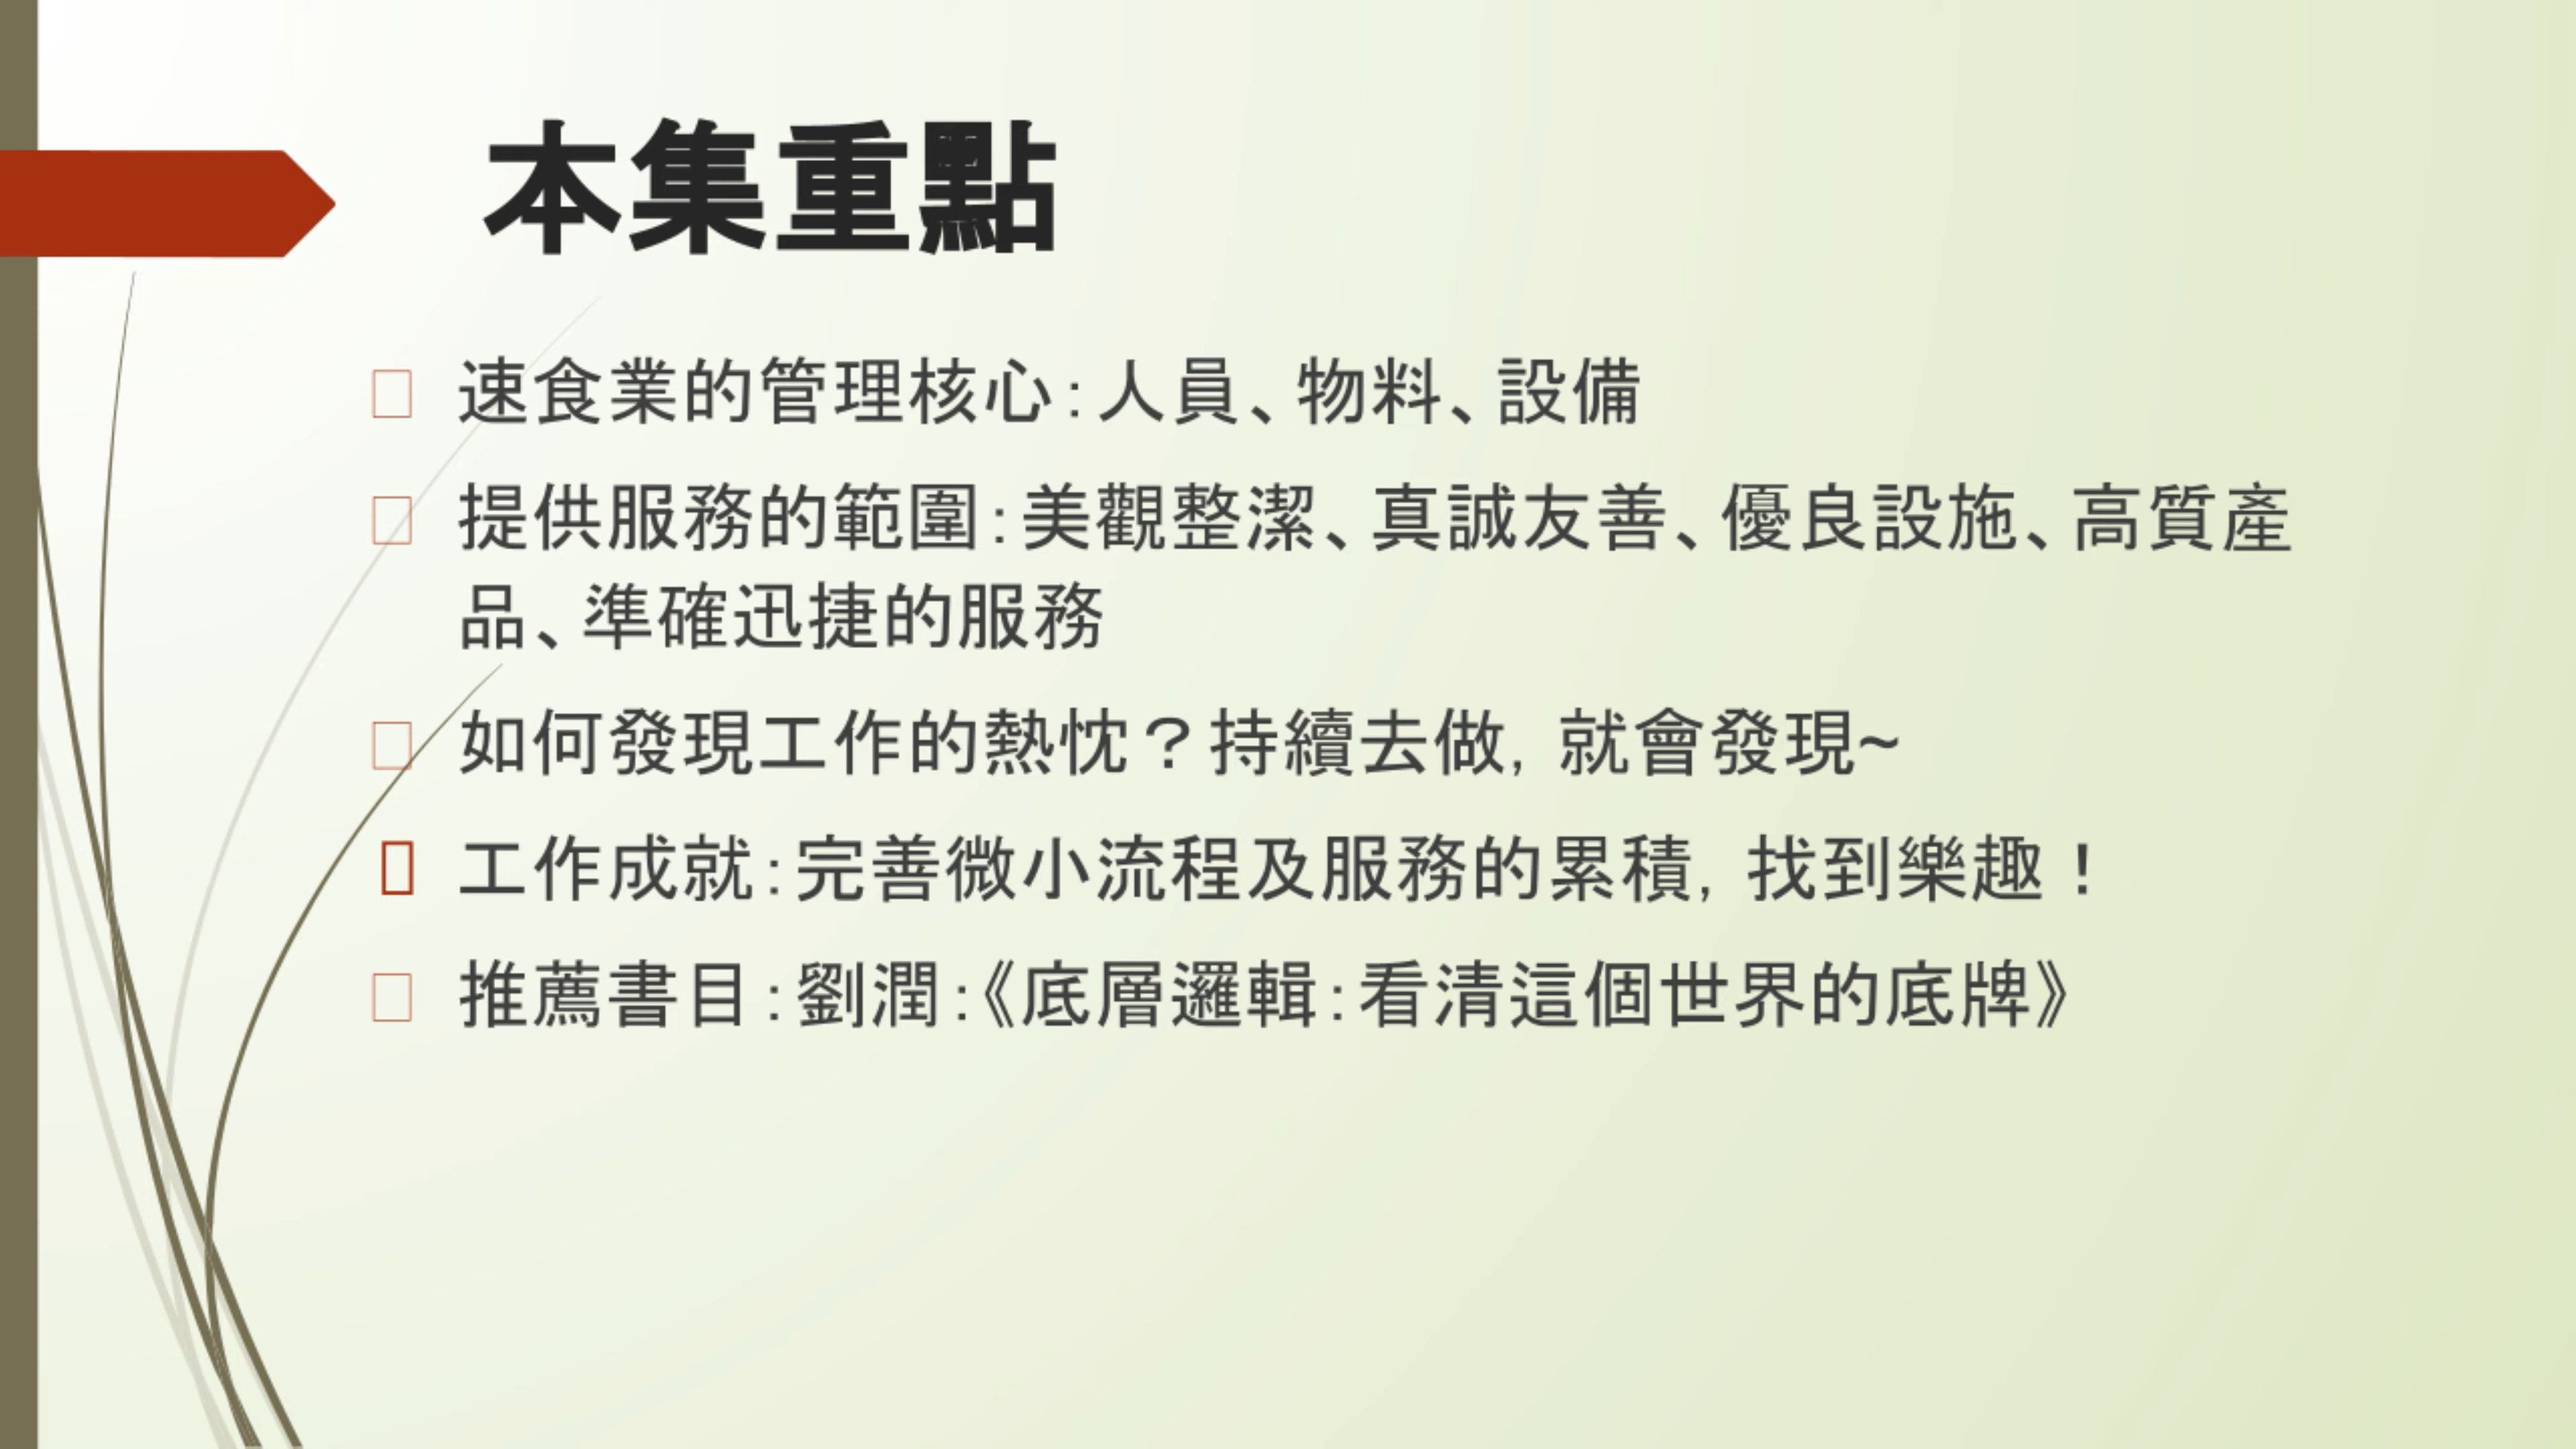 本集重點
速食業的管理核心：人員、物料、設備
提供服務的範圍：美觀整潔、真誠友善、優良設施、高質產
品、準確迅捷的服務
如何發現工作的熱忱？持續去做，就會發現~
工作成就：完善微小流程及服務的累積，找到樂趣！
推薦書目：劉潤：《底層邏輯：看清這個世界的底牌》